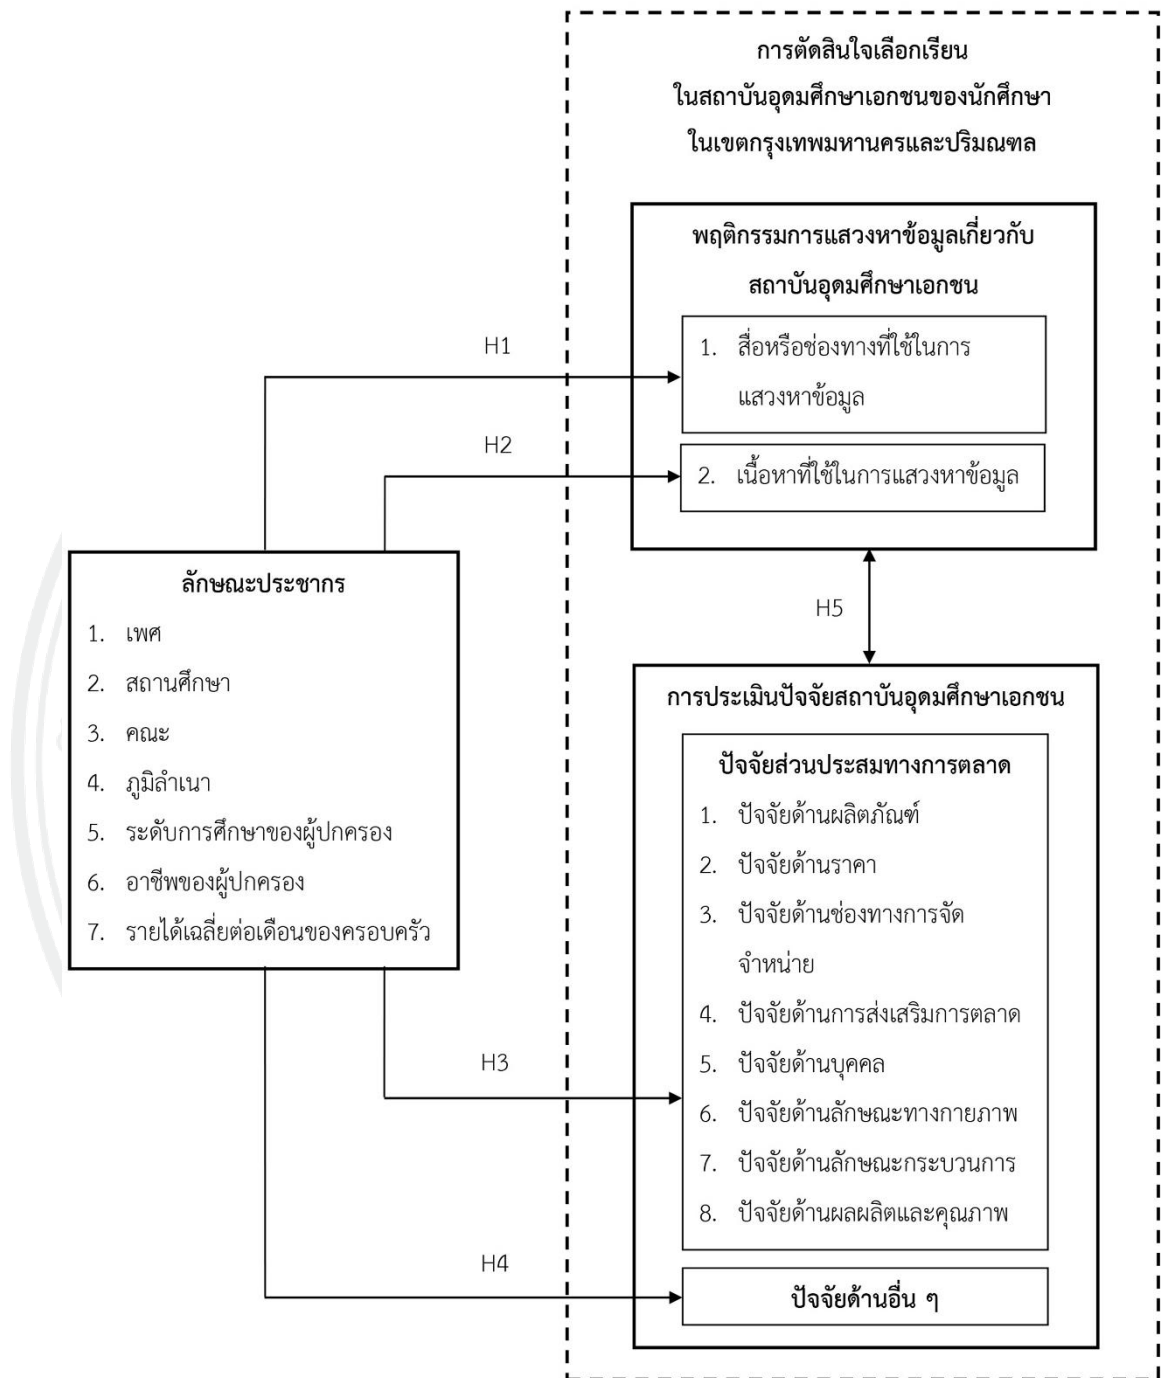 การตัดสินใจเลือกเรียน
ในสถาบันอุดมศึกษาเอกชนของนักศึกษา
ในเขตกรุงเทพมหานครและปริมณฑล
พฤติกรรมการแสวงหาข้อมูลเกี่ยวกับ
สถาบันอุดมศึกษาเอกชน
H1
1. สื่อหรือช่องทางที่ใช้ในการ
แสวงหาข้อมูล
H2
2. เนื้อหาที่ใช้ในการแสวงหาข้อมูล
ลักษณะประชากร
1. เพศ
2. สถานศึกษา
3. คณะ
4. ภูมิลำเนา
5. ระดับการศึกษาของผู้ปกครอง
6. อาชีพของผู้ปกครอง
7. รายได้เฉลี่ยต่อเดือนของครอบครัว
H5
การประเมินปัจจัยสถาบันอุดมศึกษาเอกชน
ปัจจัยส่วนประสมทางการตลาด
1. ปัจจัยด้านผลิตภัณฑ์
2. ปัจจัยด้านราคา
3. ปัจจัยด้านช่องทางการจัด
จำหน่าย
4. ปัจจัยด้านการส่งเสริมการตลาด
5. ปัจจัยด้านบุคคล
H3
6. ปัจจัยด้านลักษณะทางกายภาพ
7. ปัจจัยด้านลักษณะกระบวนการ
8. ปัจจัยด้านผลผลิตและคุณภาพ
H4
ปัจจัยด้านอื่น ๆ